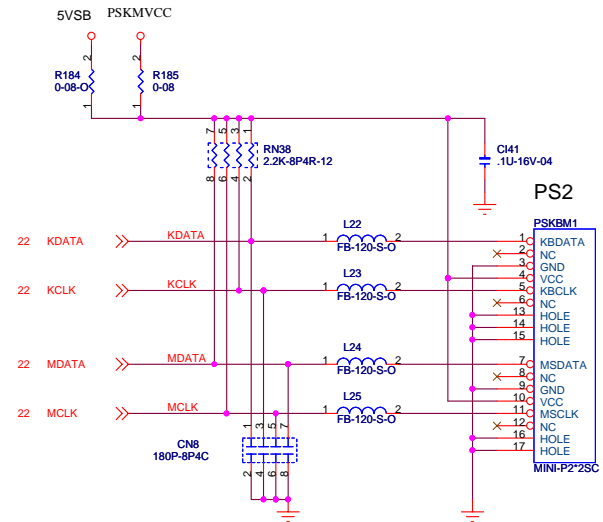 5VSB PSKMVCC
2 2
R184 R185
0-08-O 0-08
1 1
7 5 3 1
RN38
2.2K-8P4R-12
8 6 4 2
CI41
.1U-16V-04
PS2
PSKBM1
22 KDATA KDATA 1 L22 2 1 KBDATA
FB-120-S-O
2 NC
3 GND
4 VCC
22 KCLK KCLK 1 L23 2 5 KBCLK
FB-120-S-O
6 NC
13 HOLE
14 HOLE
15 HOLE
22 MDATA MDATA 1 L24 2 7 MSDATA
FB-120-S-O
8 NC
9 GND
10 VCC
22 MCLK MCLK 1 L25 2 11 MSCLK
FB-120-S-O
12 NC
16 HOLE
17 HOLE
MINI-P2*2SC
1 3 5 7
CN8
180P-8P4C
2 4 6 8